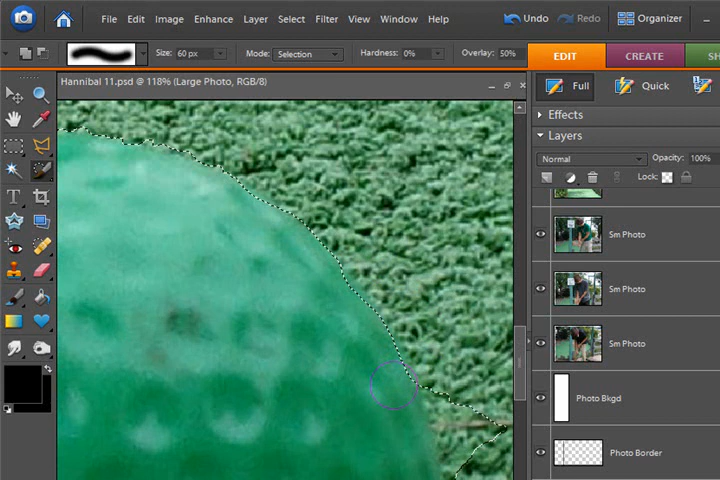 File Edit Image Enhance Layer Select Filter View Window Help Undo Redo Organizer
Size: 60 px Mode: Selection Hardness: 0% Overlay: 50% EDIT CREATE SH
Hannibal 11.psd @ 118% (Large Photo, RGB/8)
Full Quick
Effects
Layers
Normal Opacity: 100%
Lock:
Sm Photo
Sm Photo
Sm Photo
Photo Bkgd
Photo Border